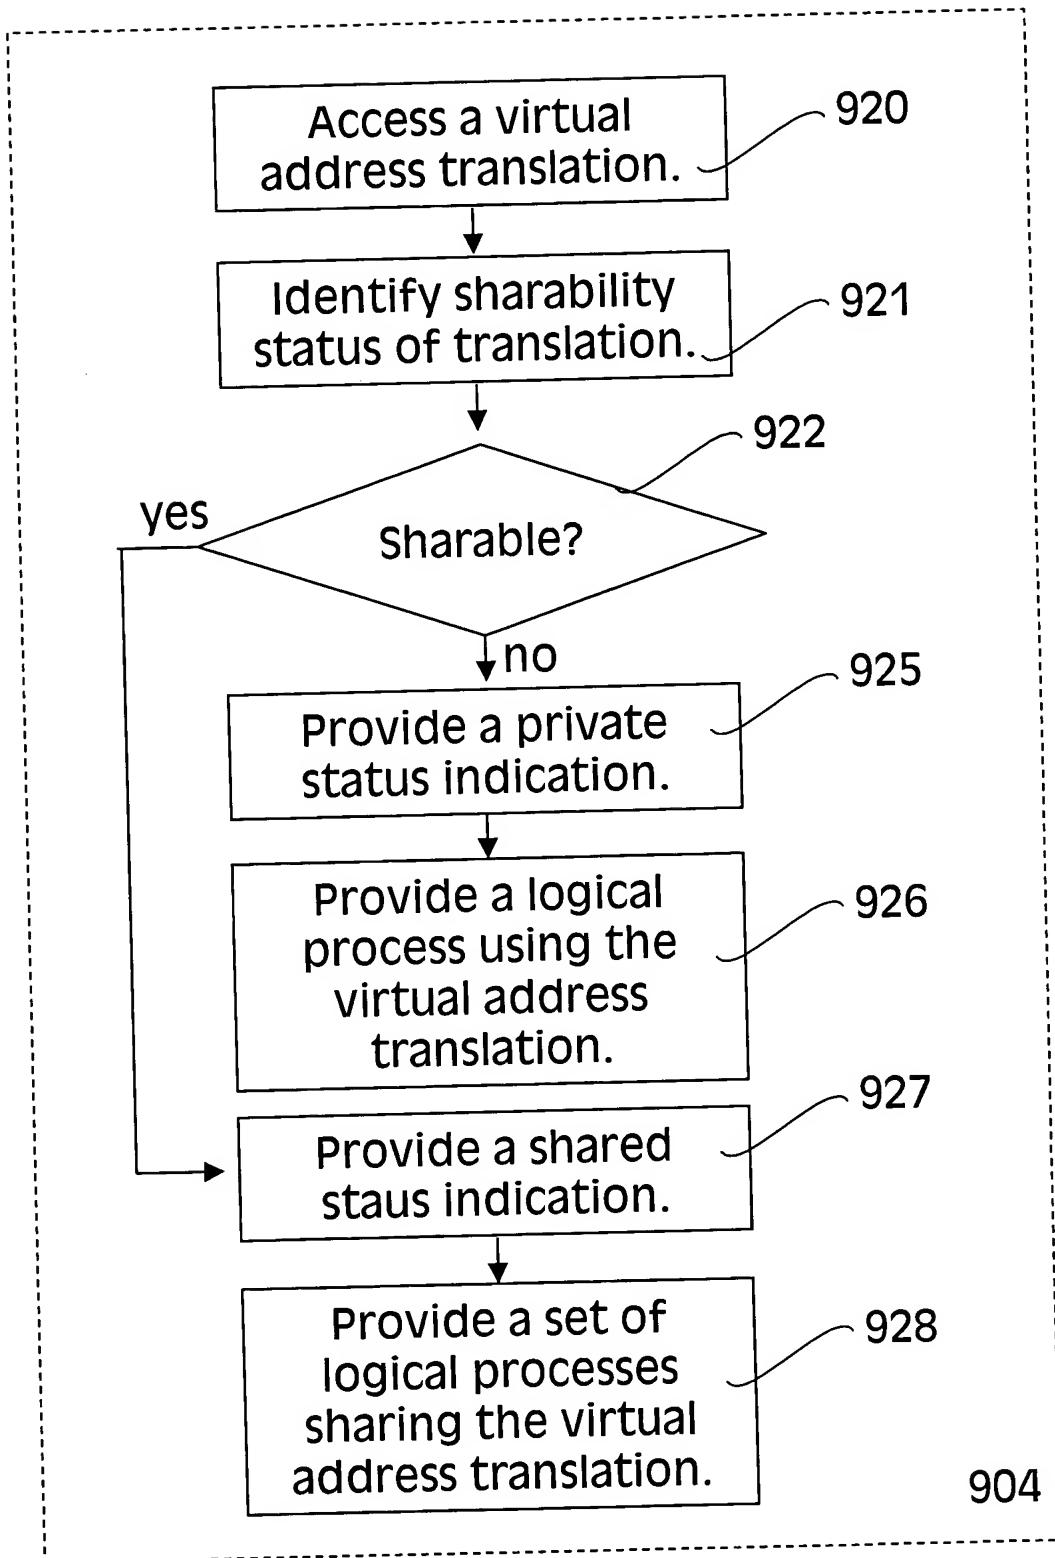 Access a virtual
address translation.
920
Identify sharability
status of translation.
921
922
yes
Sharable?
no
925
Provide a private
status indication.
Provide a logical
process using the
virtual address
translation.
926
927
Provide a shared
staus indication.
Provide a set of
logical processes
sharing the virtual
address translation.
928
904